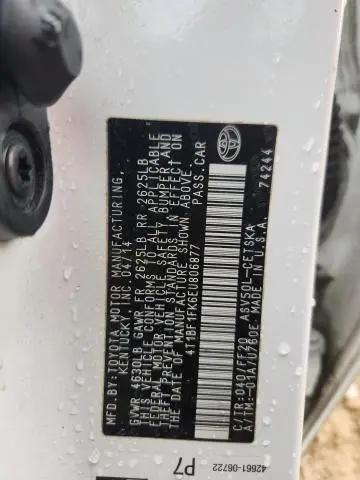 MFD.BY:TOYOTA MOTOR MANUFACTURING,
KENTUCKY, INC. 04/14
GVWR 4630LB GAWR FR 2625LB RR 2625LB
THIS VEHICLE CONFORMS TO ALL APPLICABLE
FEDERAL MOTOR VEHICLE SAFETY, BUMPER, AND
THEFT PREVENTION STANDARDS IN EFFECT ON
THE DATE OF MANUFACTURE SHOWN ABOVE.
4T1BF1FK6EU806877 PASS.CAR
C/TR:040/FF20 ASV50L-CETSKA
A/TM:-01A/U760E MADE IN U.S.A.
74244
42661-06722
P7